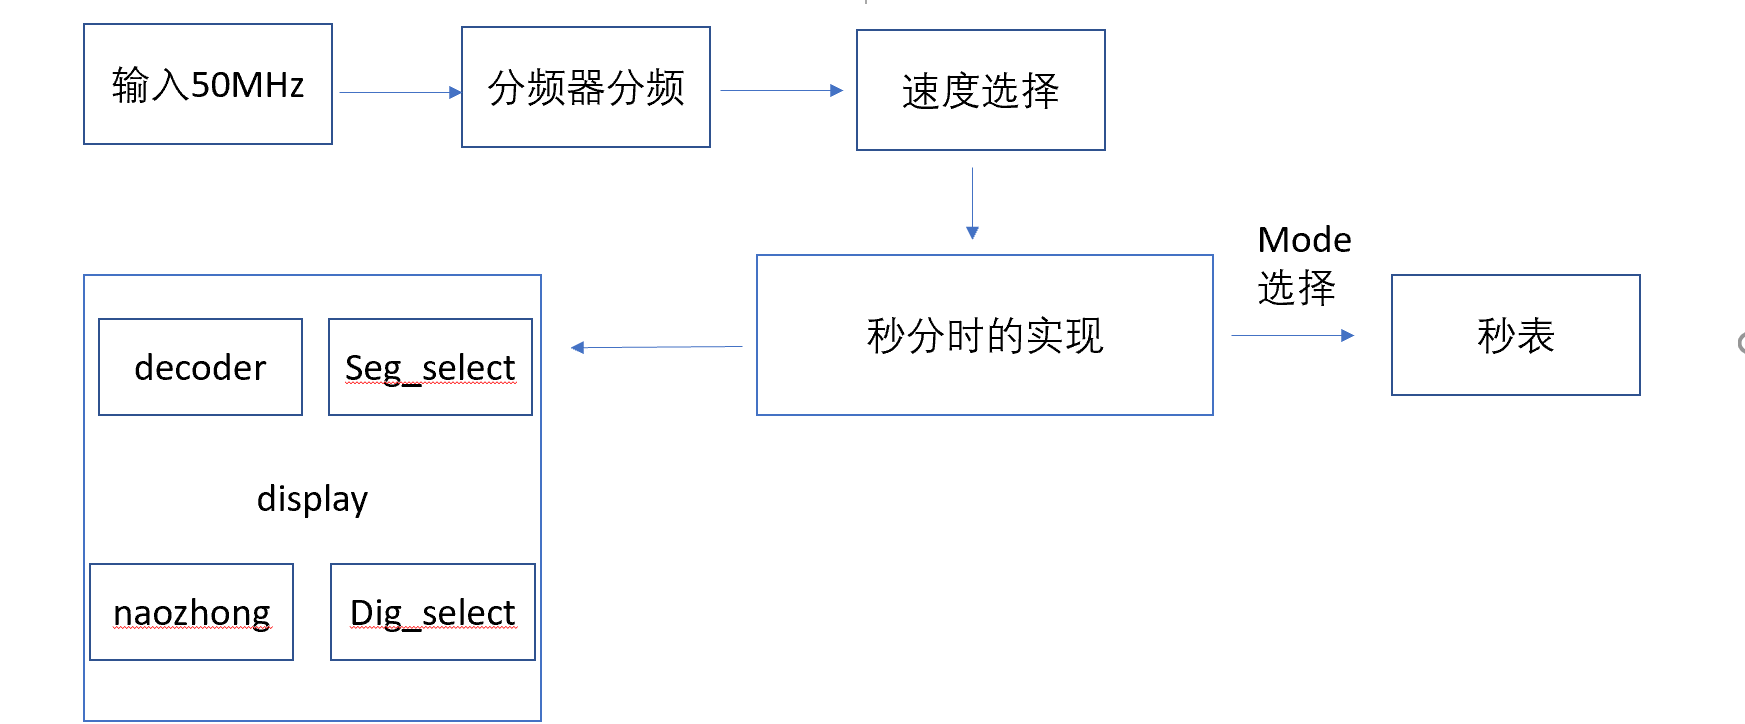 输入50MHz
分频器分频
速度选择
Mode
选择
秒分时的实现
秒表
decoder
Seg_select
display
naozhong
Dig_select